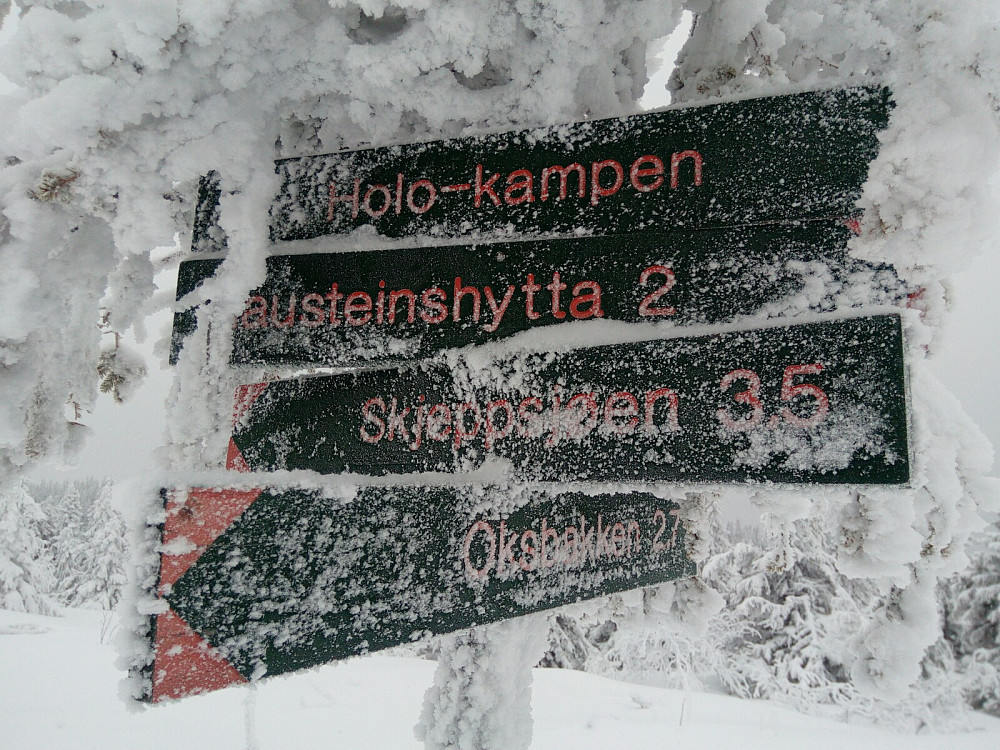 Holo-kampen
austeinshytta 2
Skjeppsjøen 3.5
Oksbakken 2.7